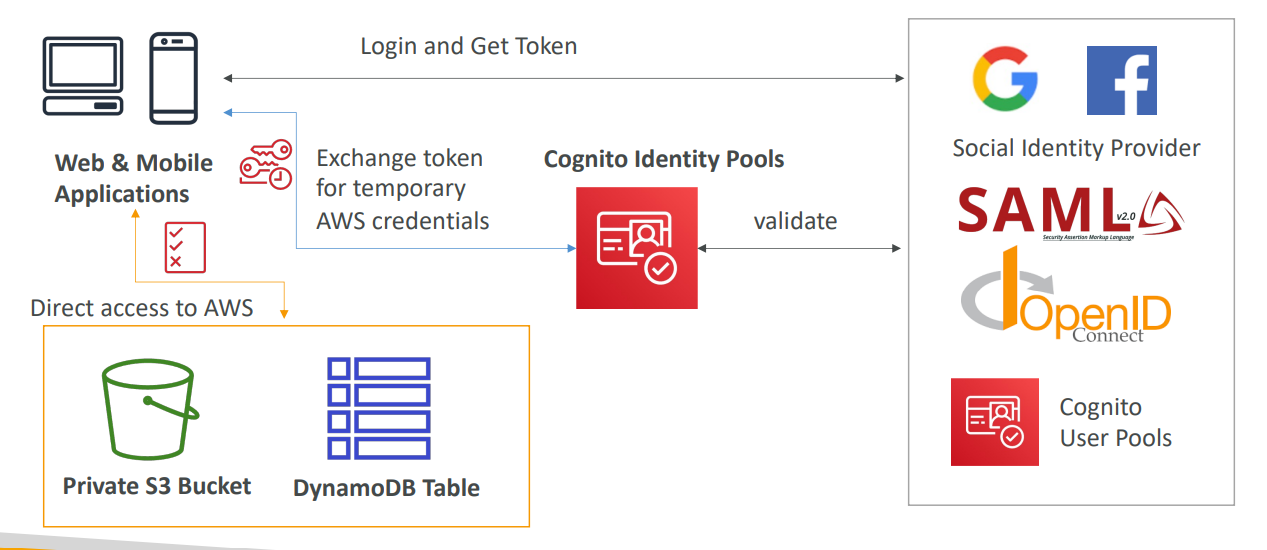 Login and Get Token
Web & Mobile
Applications
Exchange token
for temporary
AWS credentials
Cognito Identity Pools
validate
Social Identity Provider
SAML v2.0
Security Assertion Markup Language
OpenID
Connect
Cognito
User Pools
Direct access to AWS
Private S3 Bucket
DynamoDB Table